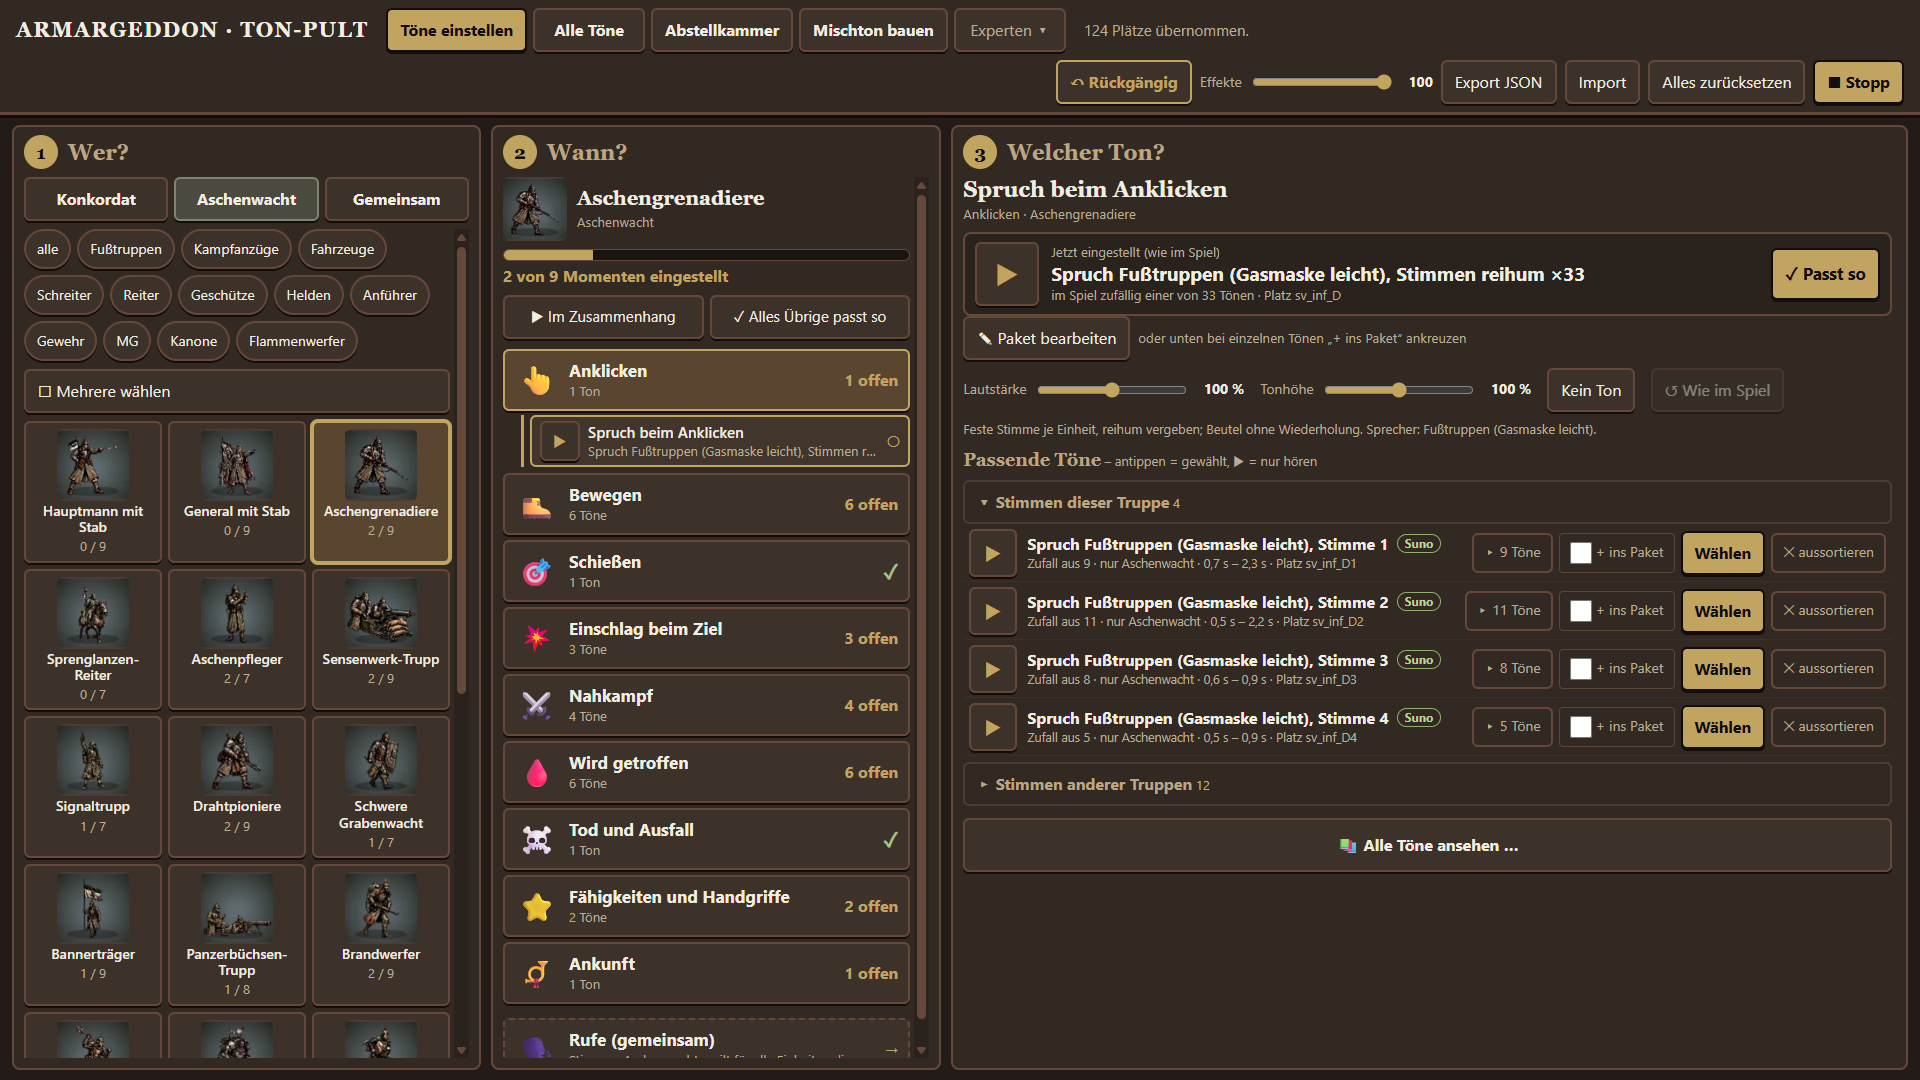 ARMARGEDDON · TON-PULT
Töne einstellen
Alle Töne
Abstellkammer
Mischton bauen
Experten ▾
124 Plätze übernommen.
↶ Rückgängig
Effekte
100
Export JSON
Import
Alles zurücksetzen
■ Stopp
1 Wer?
Konkordat
Aschenwacht
Gemeinsam
alle
Fußtruppen
Kampfanzüge
Fahrzeuge
Schreiter
Reiter
Geschütze
Helden
Anführer
Gewehr
MG
Kanone
Flammenwerfer
☐ Mehrere wählen
Hauptmann mit
Stab
0 / 9
General mit Stab
0 / 9
Aschengrenadiere
2 / 9
Sprenglanzen-
Reiter
0 / 7
Aschenpfleger
2 / 7
Sensenwerk-Trupp
2 / 9
Signaltrupp
1 / 7
Drahtpioniere
2 / 9
Schwere
Grabenwacht
1 / 7
Bannerträger
1 / 9
Panzerbüchsen-
Trupp
1 / 8
Brandwerfer
2 / 9
2 Wann?
Aschengrenadiere
Aschenwacht
2 von 9 Momenten eingestellt
▶ Im Zusammenhang
✓ Alles Übrige passt so
Anklicken
1 Ton
1 offen
Spruch beim Anklicken
Spruch Fußtruppen (Gasmaske leicht), Stimmen r...
Bewegen
6 Töne
6 offen
Schießen
1 Ton
✓
Einschlag beim Ziel
3 Töne
3 offen
Nahkampf
4 Töne
4 offen
Wird getroffen
6 Töne
6 offen
Tod und Ausfall
1 Ton
✓
Fähigkeiten und Handgriffe
2 Töne
2 offen
Ankunft
1 Ton
1 offen
Rufe (gemeinsam)
→
3 Welcher Ton?
Spruch beim Anklicken
Anklicken · Aschengrenadiere
Jetzt eingestellt (wie im Spiel)
Spruch Fußtruppen (Gasmaske leicht), Stimmen reihum ×33
im Spiel zufällig einer von 33 Tönen · Platz sv_inf_D
✓ Passt so
✎ Paket bearbeiten
oder unten bei einzelnen Tönen „+ ins Paket“ ankreuzen
Lautstärke
100 %
Tonhöhe
100 %
Kein Ton
↺ Wie im Spiel
Feste Stimme je Einheit, reihum vergeben; Beutel ohne Wiederholung. Sprecher: Fußtruppen (Gasmaske leicht).
Passende Töne – antippen = gewählt, ▶ = nur hören
▾ Stimmen dieser Truppe 4
Spruch Fußtruppen (Gasmaske leicht), Stimme 1 Suno
Zufall aus 9 · nur Aschenwacht · 0,7 s – 2,3 s · Platz sv_inf_D1
▸ 9 Töne
+ ins Paket
Wählen
✕ aussortieren
Spruch Fußtruppen (Gasmaske leicht), Stimme 2 Suno
Zufall aus 11 · nur Aschenwacht · 0,5 s – 2,2 s · Platz sv_inf_D2
▸ 11 Töne
+ ins Paket
Wählen
✕ aussortieren
Spruch Fußtruppen (Gasmaske leicht), Stimme 3 Suno
Zufall aus 8 · nur Aschenwacht · 0,6 s – 0,9 s · Platz sv_inf_D3
▸ 8 Töne
+ ins Paket
Wählen
✕ aussortieren
Spruch Fußtruppen (Gasmaske leicht), Stimme 4 Suno
Zufall aus 5 · nur Aschenwacht · 0,5 s – 0,9 s · Platz sv_inf_D4
▸ 5 Töne
+ ins Paket
Wählen
✕ aussortieren
▸ Stimmen anderer Truppen 12
Alle Töne ansehen ...